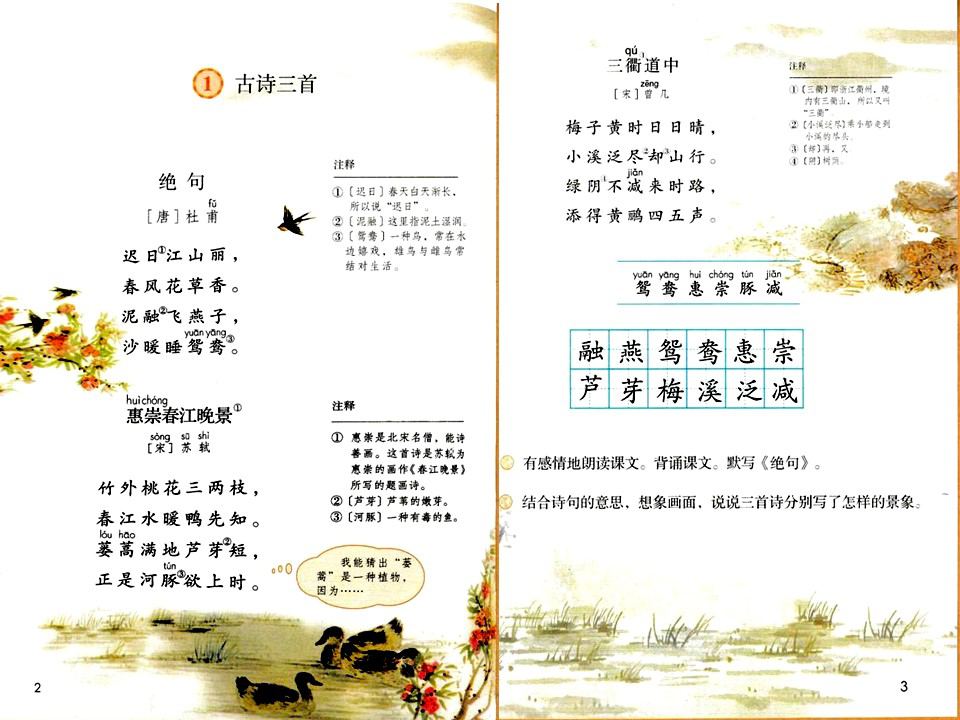 1 古诗三首
绝句
[唐]杜甫
fǔ
迟日①江山丽，
春风花草香。
泥融②飞燕子，
yuān yāng
沙暖睡鸳鸯③。
注释
①〔迟日〕春天白天渐长，
所以说“迟日”。
②〔泥融〕这里指泥土湿润。
③〔鸳鸯〕一种鸟，常在水
边嬉戏，雄鸟与雌鸟常
结对生活。
huì chóng
惠崇春江晚景①
sòng sū shì
[宋]苏轼
竹外桃花三两枝，
春江水暖鸭先知。
lóu hāo
蒌蒿满地芦芽②短，
tún
正是河豚③欲上时。
注释
① 惠崇是北宋名僧，能诗
善画。这首诗是苏轼为
惠崇的画作《春江晚景》
所写的题画诗。
②〔芦芽〕芦苇的嫩芽。
③〔河豚〕一种有毒的鱼。
我能猜出“蒌
蒿”是一种植物，
因为……
2
qú
三衢道中①
zēng
[宋]曾几
梅子黄时日日晴，
小溪泛尽②却③山行。
jiǎn
绿阴④不减来时路，
添得黄鹂四五声。
注释
①〔三衢〕即浙江衢州，境
内有三衢山，所以又叫
“三衢”。
②〔小溪泛尽〕乘小船走到
小溪的尽头。
③〔却〕再，又。
④〔阴〕树荫。
yuān yāng huì chóng tún jiǎn
鸳鸯惠崇豚减
融燕鸳鸯惠崇
芦芽梅溪泛减
有感情地朗读课文。背诵课文。默写《绝句》。
结合诗句的意思，想象画面，说说三首诗分别写了怎样的景象。
3